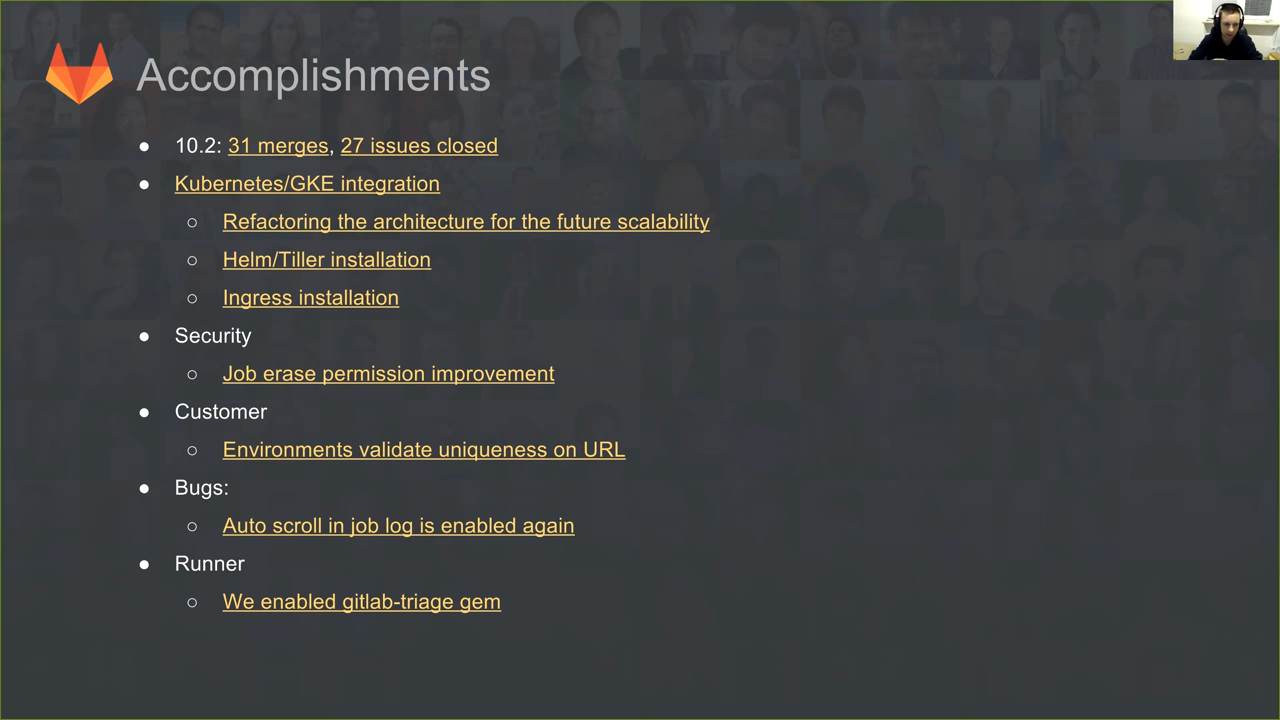 Accomplishments
● 10.2: 31 merges, 27 issues closed
● Kubernetes/GKE integration
○ Refactoring the architecture for the future scalability
○ Helm/Tiller installation
○ Ingress installation
● Security
○ Job erase permission improvement
● Customer
○ Environments validate uniqueness on URL
● Bugs:
○ Auto scroll in job log is enabled again
● Runner
○ We enabled gitlab-triage gem